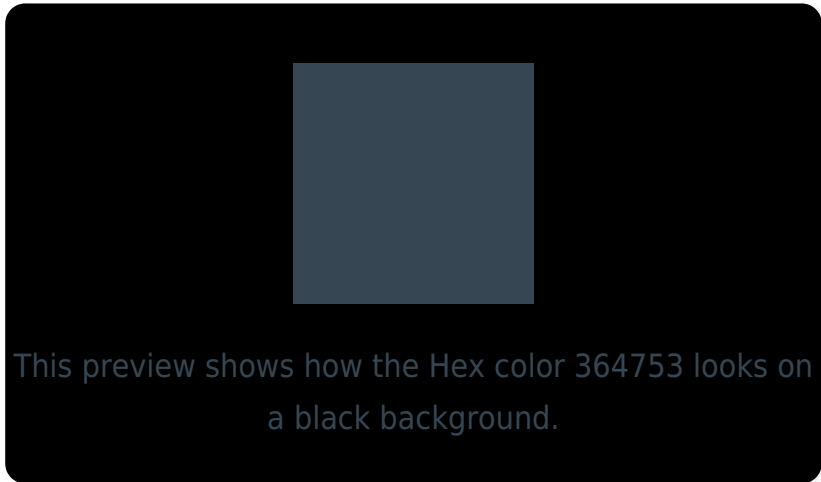 This preview shows how the Hex color 364753 looks on
a black background.